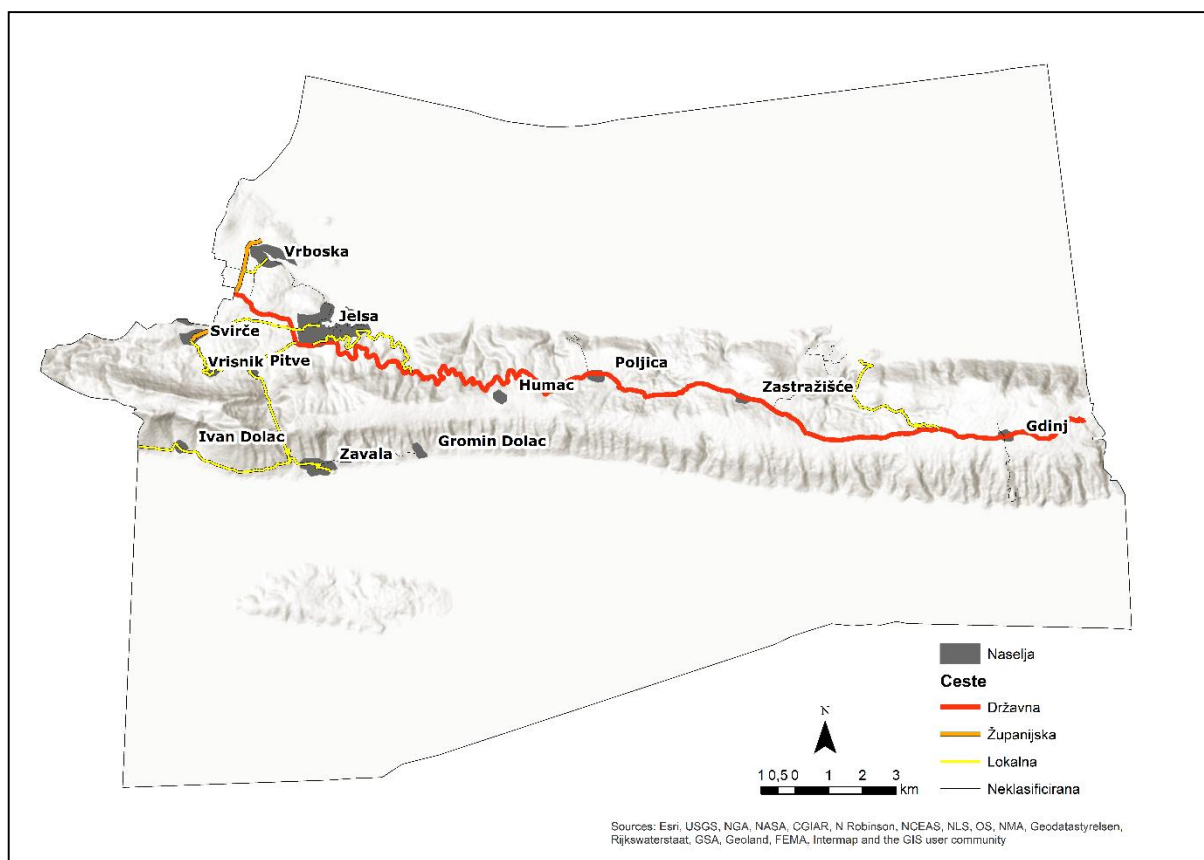 Vrboska
Jelsa
Svirče
Vrisnik Pitve
Poljica
Humac
Zastražišće
Gdinj
Ivan Dolac
Gromin Dolac
Zavala
Naselja
Ceste
Državna
Županijska
Lokalna
Neklasificirana
N
1 0,5 0 1 2 3
km
Sources: Esri, USGS, NGA, NASA, CGIAR, N Robinson, NCEAS, NLS, OS, NMA, Geodatastyrelsen,
Rijkswaterstaat, GSA, Geoland, FEMA, Intermap and the GIS user community